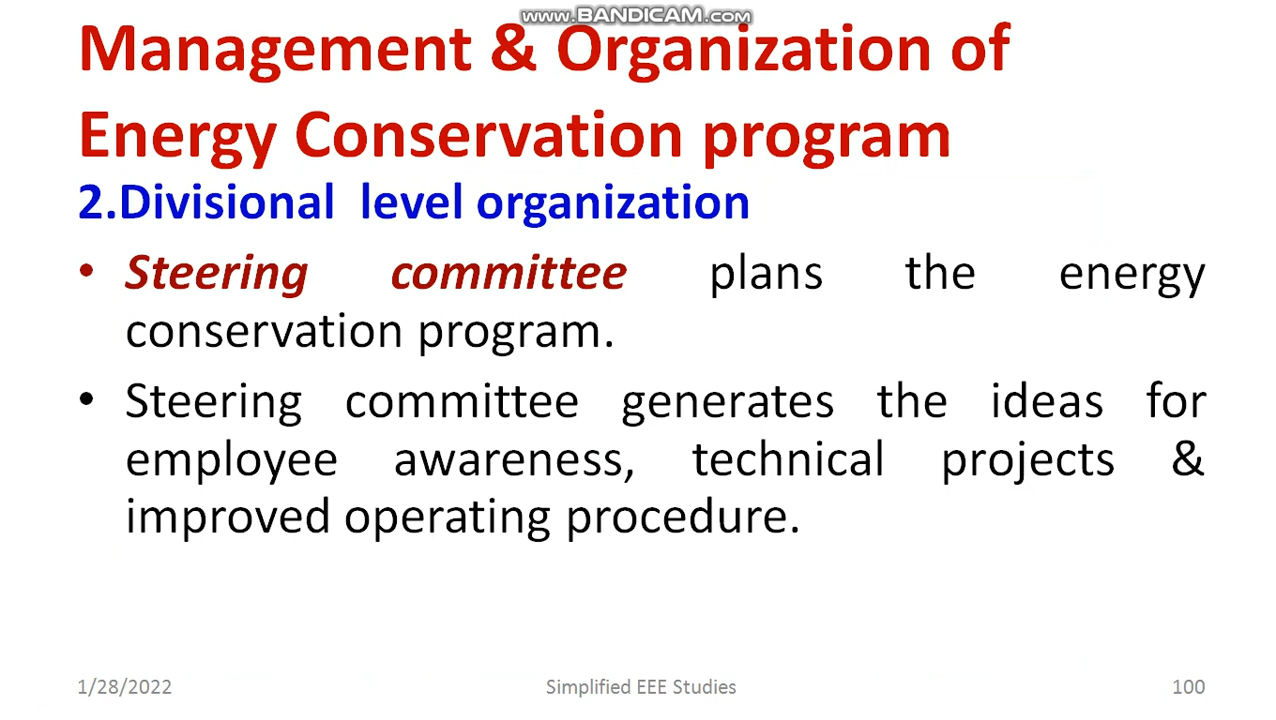 www.BANDICAM.com
Management & Organization of
Energy Conservation program
2.Divisional level organization
• Steering committee plans the energy
conservation program.
• Steering committee generates the ideas for
employee awareness, technical projects &
improved operating procedure.
1/28/2022 Simplified EEE Studies 100